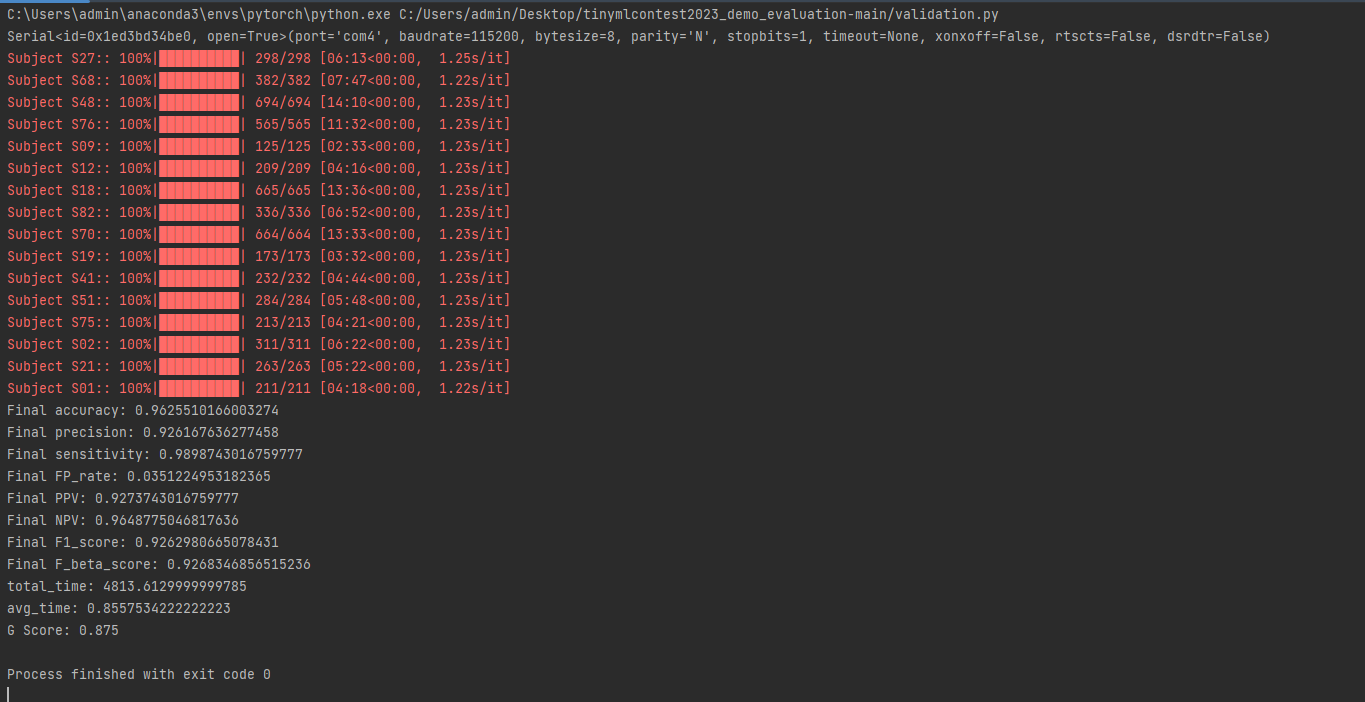 C:\Users\admin\anaconda3\envs\pytorch\python.exe C:/Users/admin/Desktop/tinymlcontest2023_demo_evaluation-main/validation.py
Serial<id=0x1ed3bd34be0, open=True>(port='com4', baudrate=115200, bytesize=8, parity='N', stopbits=1, timeout=None, xonxoff=False, rtscts=False, dsrdtr=False)
Subject S27:: 100%|██████████| 298/298 [06:13<00:00,  1.25s/it]
Subject S68:: 100%|██████████| 382/382 [07:47<00:00,  1.22s/it]
Subject S48:: 100%|██████████| 694/694 [14:10<00:00,  1.23s/it]
Subject S76:: 100%|██████████| 565/565 [11:32<00:00,  1.23s/it]
Subject S09:: 100%|██████████| 125/125 [02:33<00:00,  1.23s/it]
Subject S12:: 100%|██████████| 209/209 [04:16<00:00,  1.23s/it]
Subject S18:: 100%|██████████| 665/665 [13:36<00:00,  1.23s/it]
Subject S82:: 100%|██████████| 336/336 [06:52<00:00,  1.23s/it]
Subject S70:: 100%|██████████| 664/664 [13:33<00:00,  1.23s/it]
Subject S19:: 100%|██████████| 173/173 [03:32<00:00,  1.23s/it]
Subject S41:: 100%|██████████| 232/232 [04:44<00:00,  1.23s/it]
Subject S51:: 100%|██████████| 284/284 [05:48<00:00,  1.23s/it]
Subject S75:: 100%|██████████| 213/213 [04:21<00:00,  1.23s/it]
Subject S02:: 100%|██████████| 311/311 [06:22<00:00,  1.23s/it]
Subject S21:: 100%|██████████| 263/263 [05:22<00:00,  1.23s/it]
Subject S01:: 100%|██████████| 211/211 [04:18<00:00,  1.22s/it]
Final accuracy: 0.9625510166003274
Final precision: 0.926167636277458
Final sensitivity: 0.9898743016759777
Final FP_rate: 0.0351224953182365
Final PPV: 0.9273743016759777
Final NPV: 0.9648775046817636
Final F1_score: 0.9262980665078431
Final F_beta_score: 0.9268346856515236
total_time: 4813.6129999999785
avg_time: 0.8557534222222223
G Score: 0.875
Process finished with exit code 0